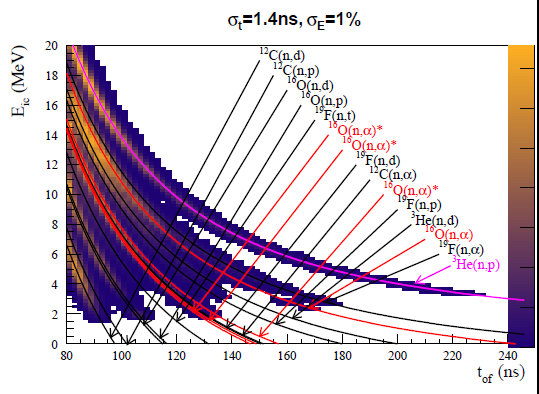 σt=1.4ns, σE=1%
Eic (MeV)
20
18
16
14
12
10
8
6
4
2
0
12C(n,d)
12C(n,p)
16O(n,d)
16O(n,p)
19F(n,t)
16O(n,α)*
16O(n,α)*
19F(n,d)
12C(n,α)
16O(n,α)*
19F(n,p)
3He(n,d)
16O(n,α)
19F(n,α)
3He(n,p)
80 100 120 140 160 180 200 220 240
tof (ns)